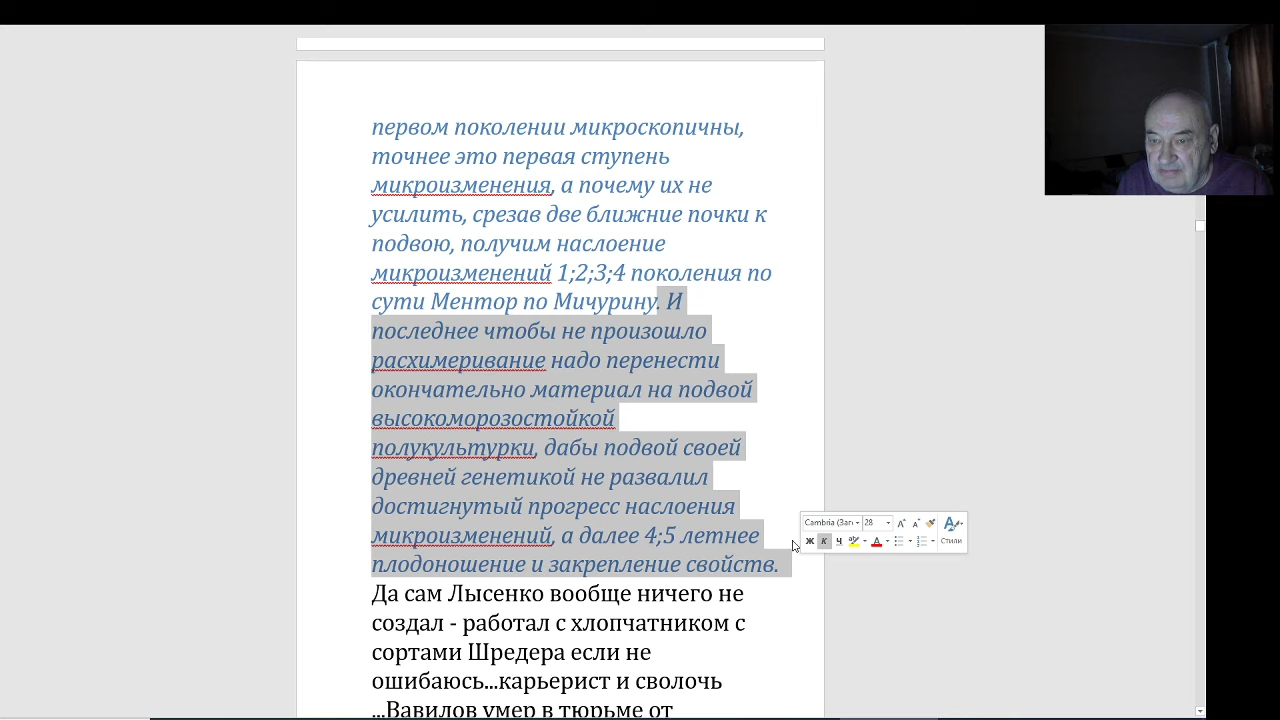 первом поколении микроскопичны,
точнее это первая ступень
микроизменения, а почему их не
усилить, срезав две ближние почки к
подвою, получим наслоение
микроизменений 1;2;3;4 поколения по
сути Ментор по Мичурину. И
последнее чтобы не произошло
расхимеривание надо перенести
окончательно материал на подвой
высокоморозостойкой
полукультурки, дабы подвой своей
древней генетикой не развалил
достигнутый прогресс наслоения
микроизменений, а далее 4;5 летнее
плодоношение и закрепление свойств.
Да сам Лысенко вообще ничего не
создал - работал с хлопчатником с
сортами Шредера если не
ошибаюсь...карьерист и сволочь
...Вавилов умер в тюрьме от
Cambria (Заг 28
Ж К Ч Стили